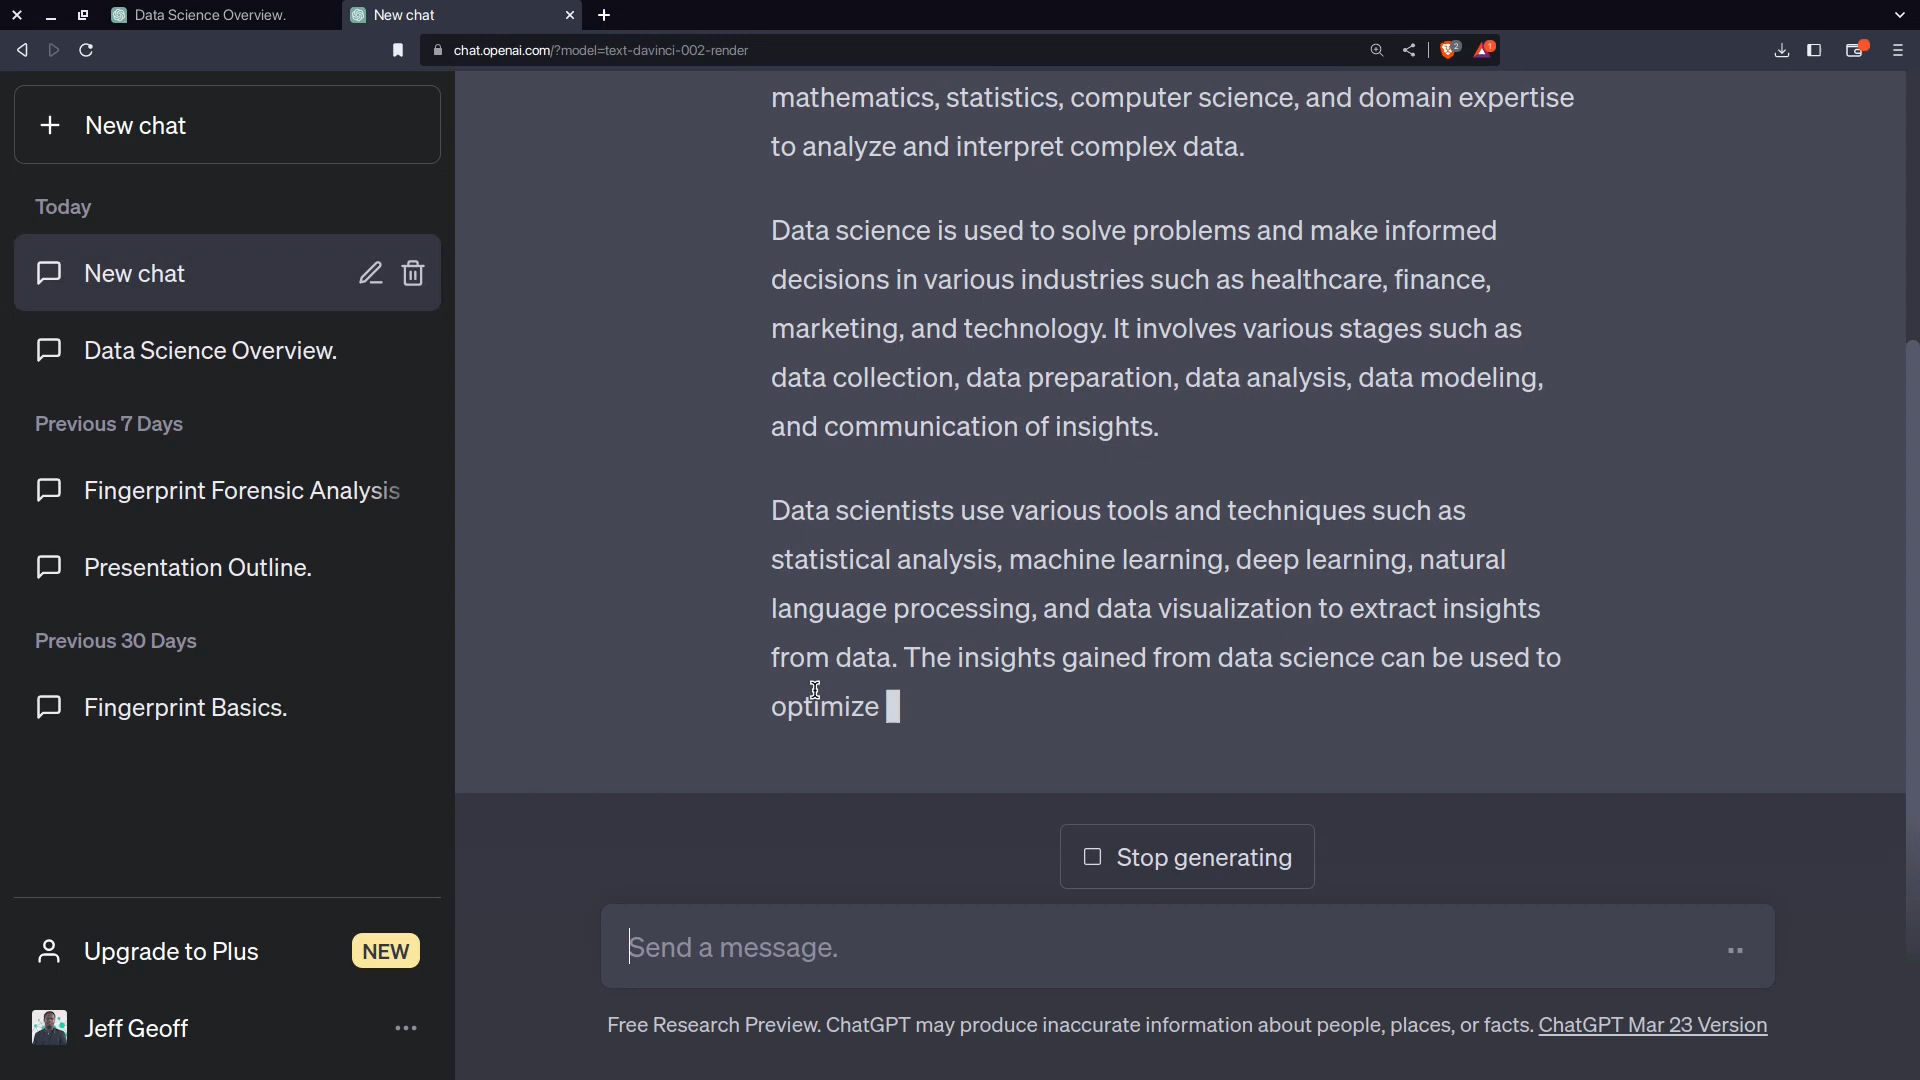 Data Science Overview.
New chat
chat.openai.com/?model=text-davinci-002-render
2
1
New chat
Today
New chat
Data Science Overview.
Previous 7 Days
Fingerprint Forensic Analysis
Presentation Outline.
Previous 30 Days
Fingerprint Basics.
Upgrade to Plus
NEW
Jeff Geoff
mathematics, statistics, computer science, and domain expertise
to analyze and interpret complex data.
Data science is used to solve problems and make informed
decisions in various industries such as healthcare, finance,
marketing, and technology. It involves various stages such as
data collection, data preparation, data analysis, data modeling,
and communication of insights.
Data scientists use various tools and techniques such as
statistical analysis, machine learning, deep learning, natural
language processing, and data visualization to extract insights
from data. The insights gained from data science can be used to
optimize
Stop generating
Send a message.
Free Research Preview. ChatGPT may produce inaccurate information about people, places, or facts. ChatGPT Mar 23 Version